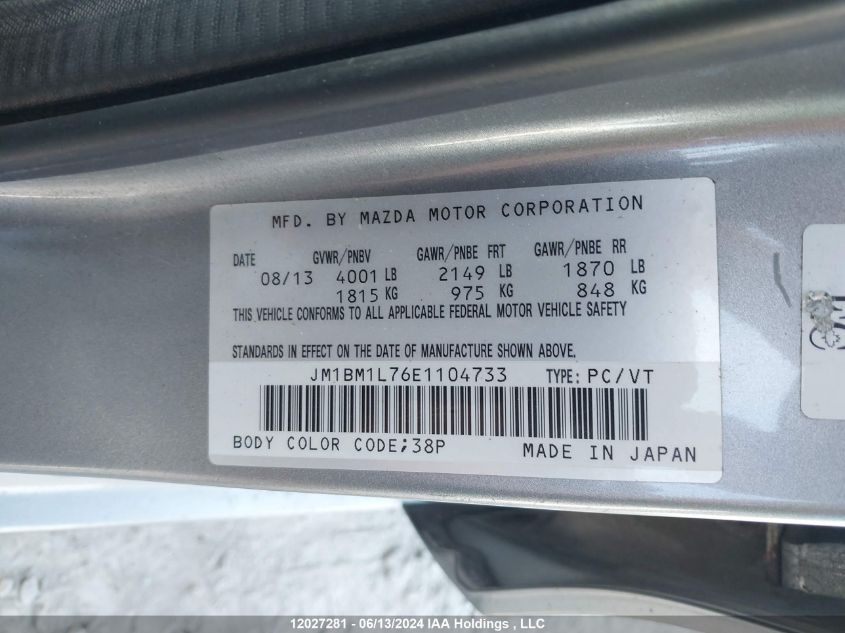 MFD. BY MAZDA MOTOR CORPORATION
DATE GVWR/PNBV GAWR/PNBE FRT GAWR/PNBE RR
08/13 4001 LB 2149 LB 1870 LB
1815 KG 975 KG 848 KG
THIS VEHICLE CONFORMS TO ALL APPLICABLE FEDERAL MOTOR VEHICLE SAFETY
STANDARDS IN EFFECT ON THE DATE OF MANUFACTURE SHOWN ABOVE.
JM1BM1L76E1104733 TYPE: PC/VT
BODY COLOR CODE;38P MADE IN JAPAN
12027281 - 06/13/2024 IAA Holdings , LLC